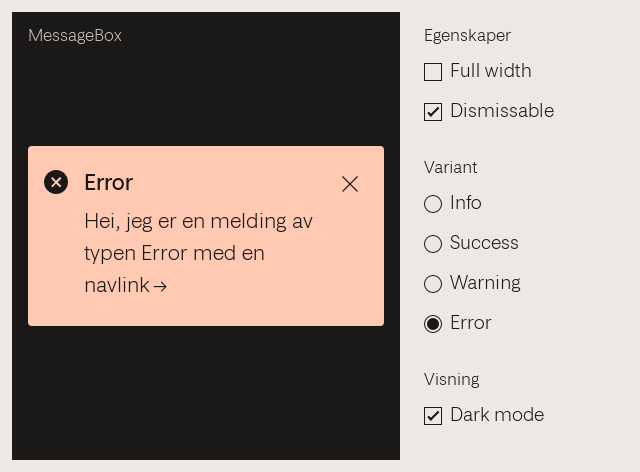 MessageBox
Error
Hei, jeg er en melding av
typen Error med en
navlink →
Egenskaper
Full width
Dismissable
Variant
Info
Success
Warning
Error
Visning
Dark mode